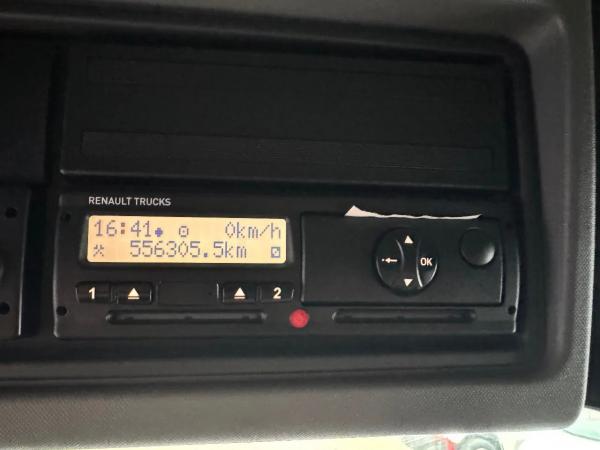 RENAULT TRUCKS
16:41 0km/h
556305.5km
1 2
OK